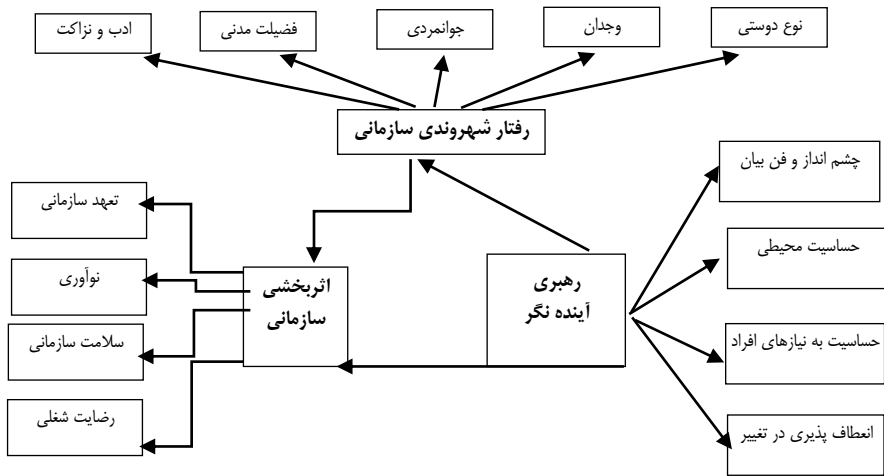 نوع دوستی
وجدان
جوانمردی
فضیلت مدنی
ادب و نزاکت
رفتار شهروندی سازمانی
چشم انداز و فن بیان
حساسیت محیطی
حساسیت به نیازهای افراد
انعطاف پذیری در تغییر
رهبری
آینده نگر
اثربخشی
سازمانی
تعهد سازمانی
نوآوری
سلامت سازمانی
رضایت شغلی